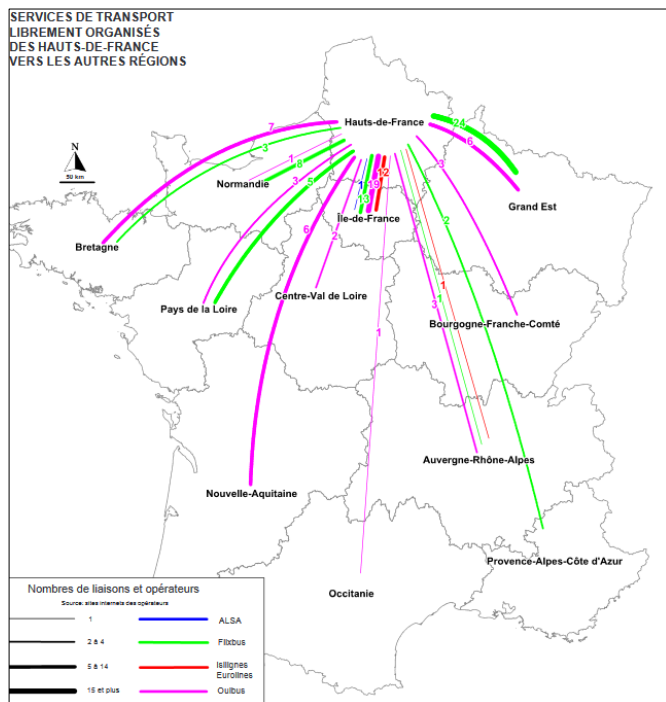 SERVICES DE TRANSPORT
LIBREMENT ORGANISÉS
DES HAUTS-DE-FRANCE
VERS LES AUTRES RÉGIONS
N
50 km
Hauts-de-France
24
6
7
3
1
8
3
5
6
2
1
13
19
12
3
2
1
1
3
1
Normandie
Grand Est
Île-de-France
Bretagne
Centre-Val de Loire
Pays de la Loire
Bourgogne-Franche-Comté
Auvergne-Rhône-Alpes
Nouvelle-Aquitaine
Provence-Alpes-Côte d'Azur
Occitanie
Nombres de liaisons et opérateurs
Source: sites internets des opérateurs
1 ALSA
2 à 4 Flixbus
5 à 14 Isilignes
Eurolines
15 et plus Ouibus